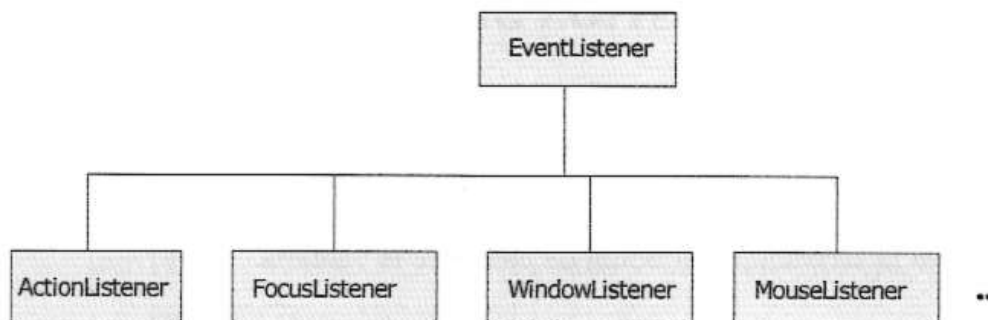 EventListener
ActionListener
FocusListener
WindowListener
MouseListener
..